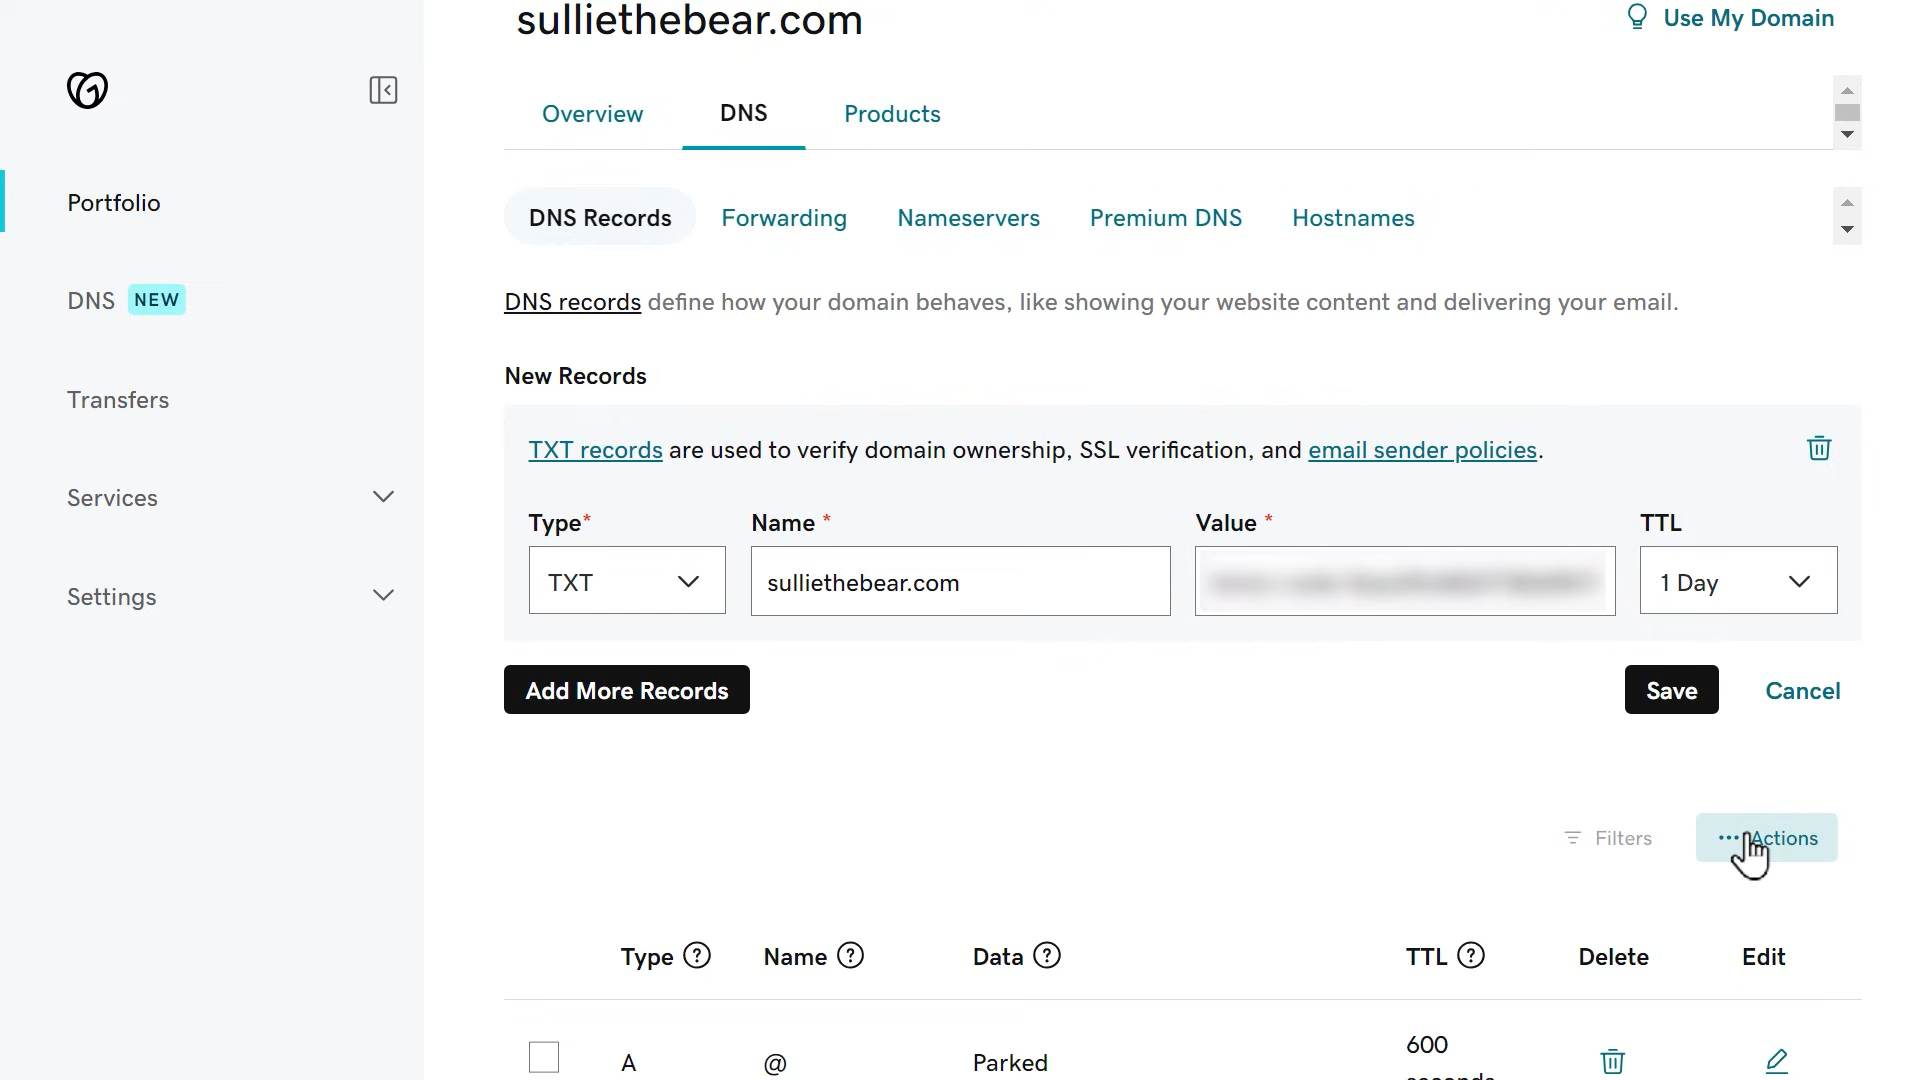 sulliethebear.com
Use My Domain
Overview DNS Products
Portfolio
DNS Records Forwarding Nameservers Premium DNS Hostnames
DNS NEW
DNS records define how your domain behaves, like showing your website content and delivering your email.
New Records
Transfers
TXT records are used to verify domain ownership, SSL verification, and email sender policies.
Services
Type* Name * Value * TTL
TXT sulliethebear.com 1 Day
Settings
Add More Records Save Cancel
Filters ••• Actions
Type ? Name ? Data ? TTL ? Delete Edit
600
A @ Parked
seconds